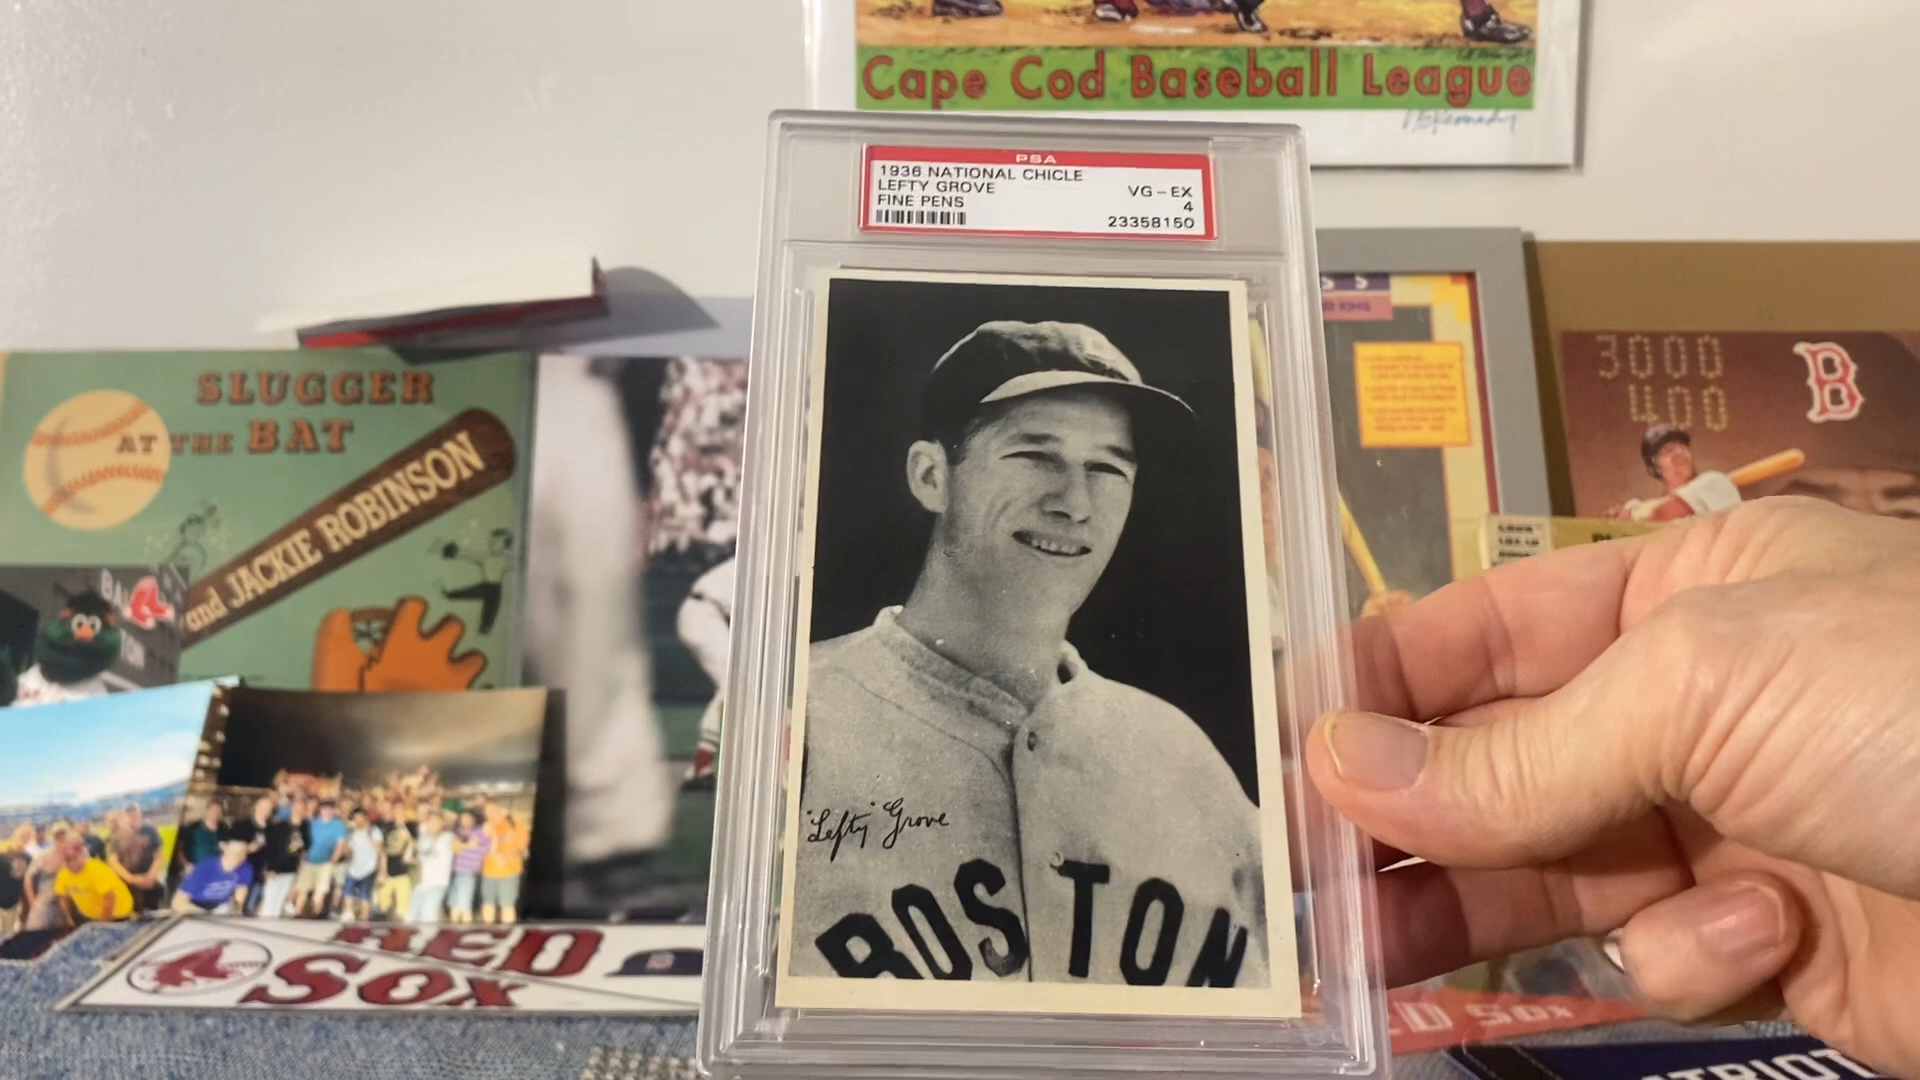 Cape Cod Baseball League
PSA
1936 NATIONAL CHICLE
LEFTY GROVE
FINE PENS
VG-EX
4
23358150
SLUGGER
AT THE BAT
and JACKIE ROBINSON
3000
400
B
"Lefty" Grove
BOSTON
RED
SOX